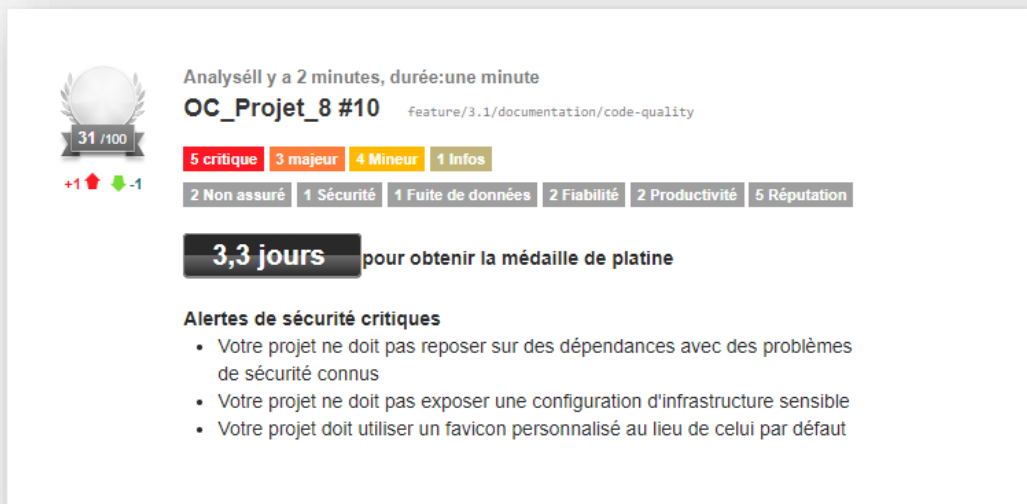 Analyséll y a 2 minutes, durée:une minute
OC_Projet_8 #10 feature/3.1/documentation/code-quality
31 /100
+1 -1
5 critique 3 majeur 4 Mineur 1 Infos
2 Non assuré 1 Sécurité 1 Fuite de données 2 Fiabilité 2 Productivité 5 Réputation
3,3 jours pour obtenir la médaille de platine
Alertes de sécurité critiques
• Votre projet ne doit pas reposer sur des dépendances avec des problèmes
de sécurité connus
• Votre projet ne doit pas exposer une configuration d'infrastructure sensible
• Votre projet doit utiliser un favicon personnalisé au lieu de celui par défaut